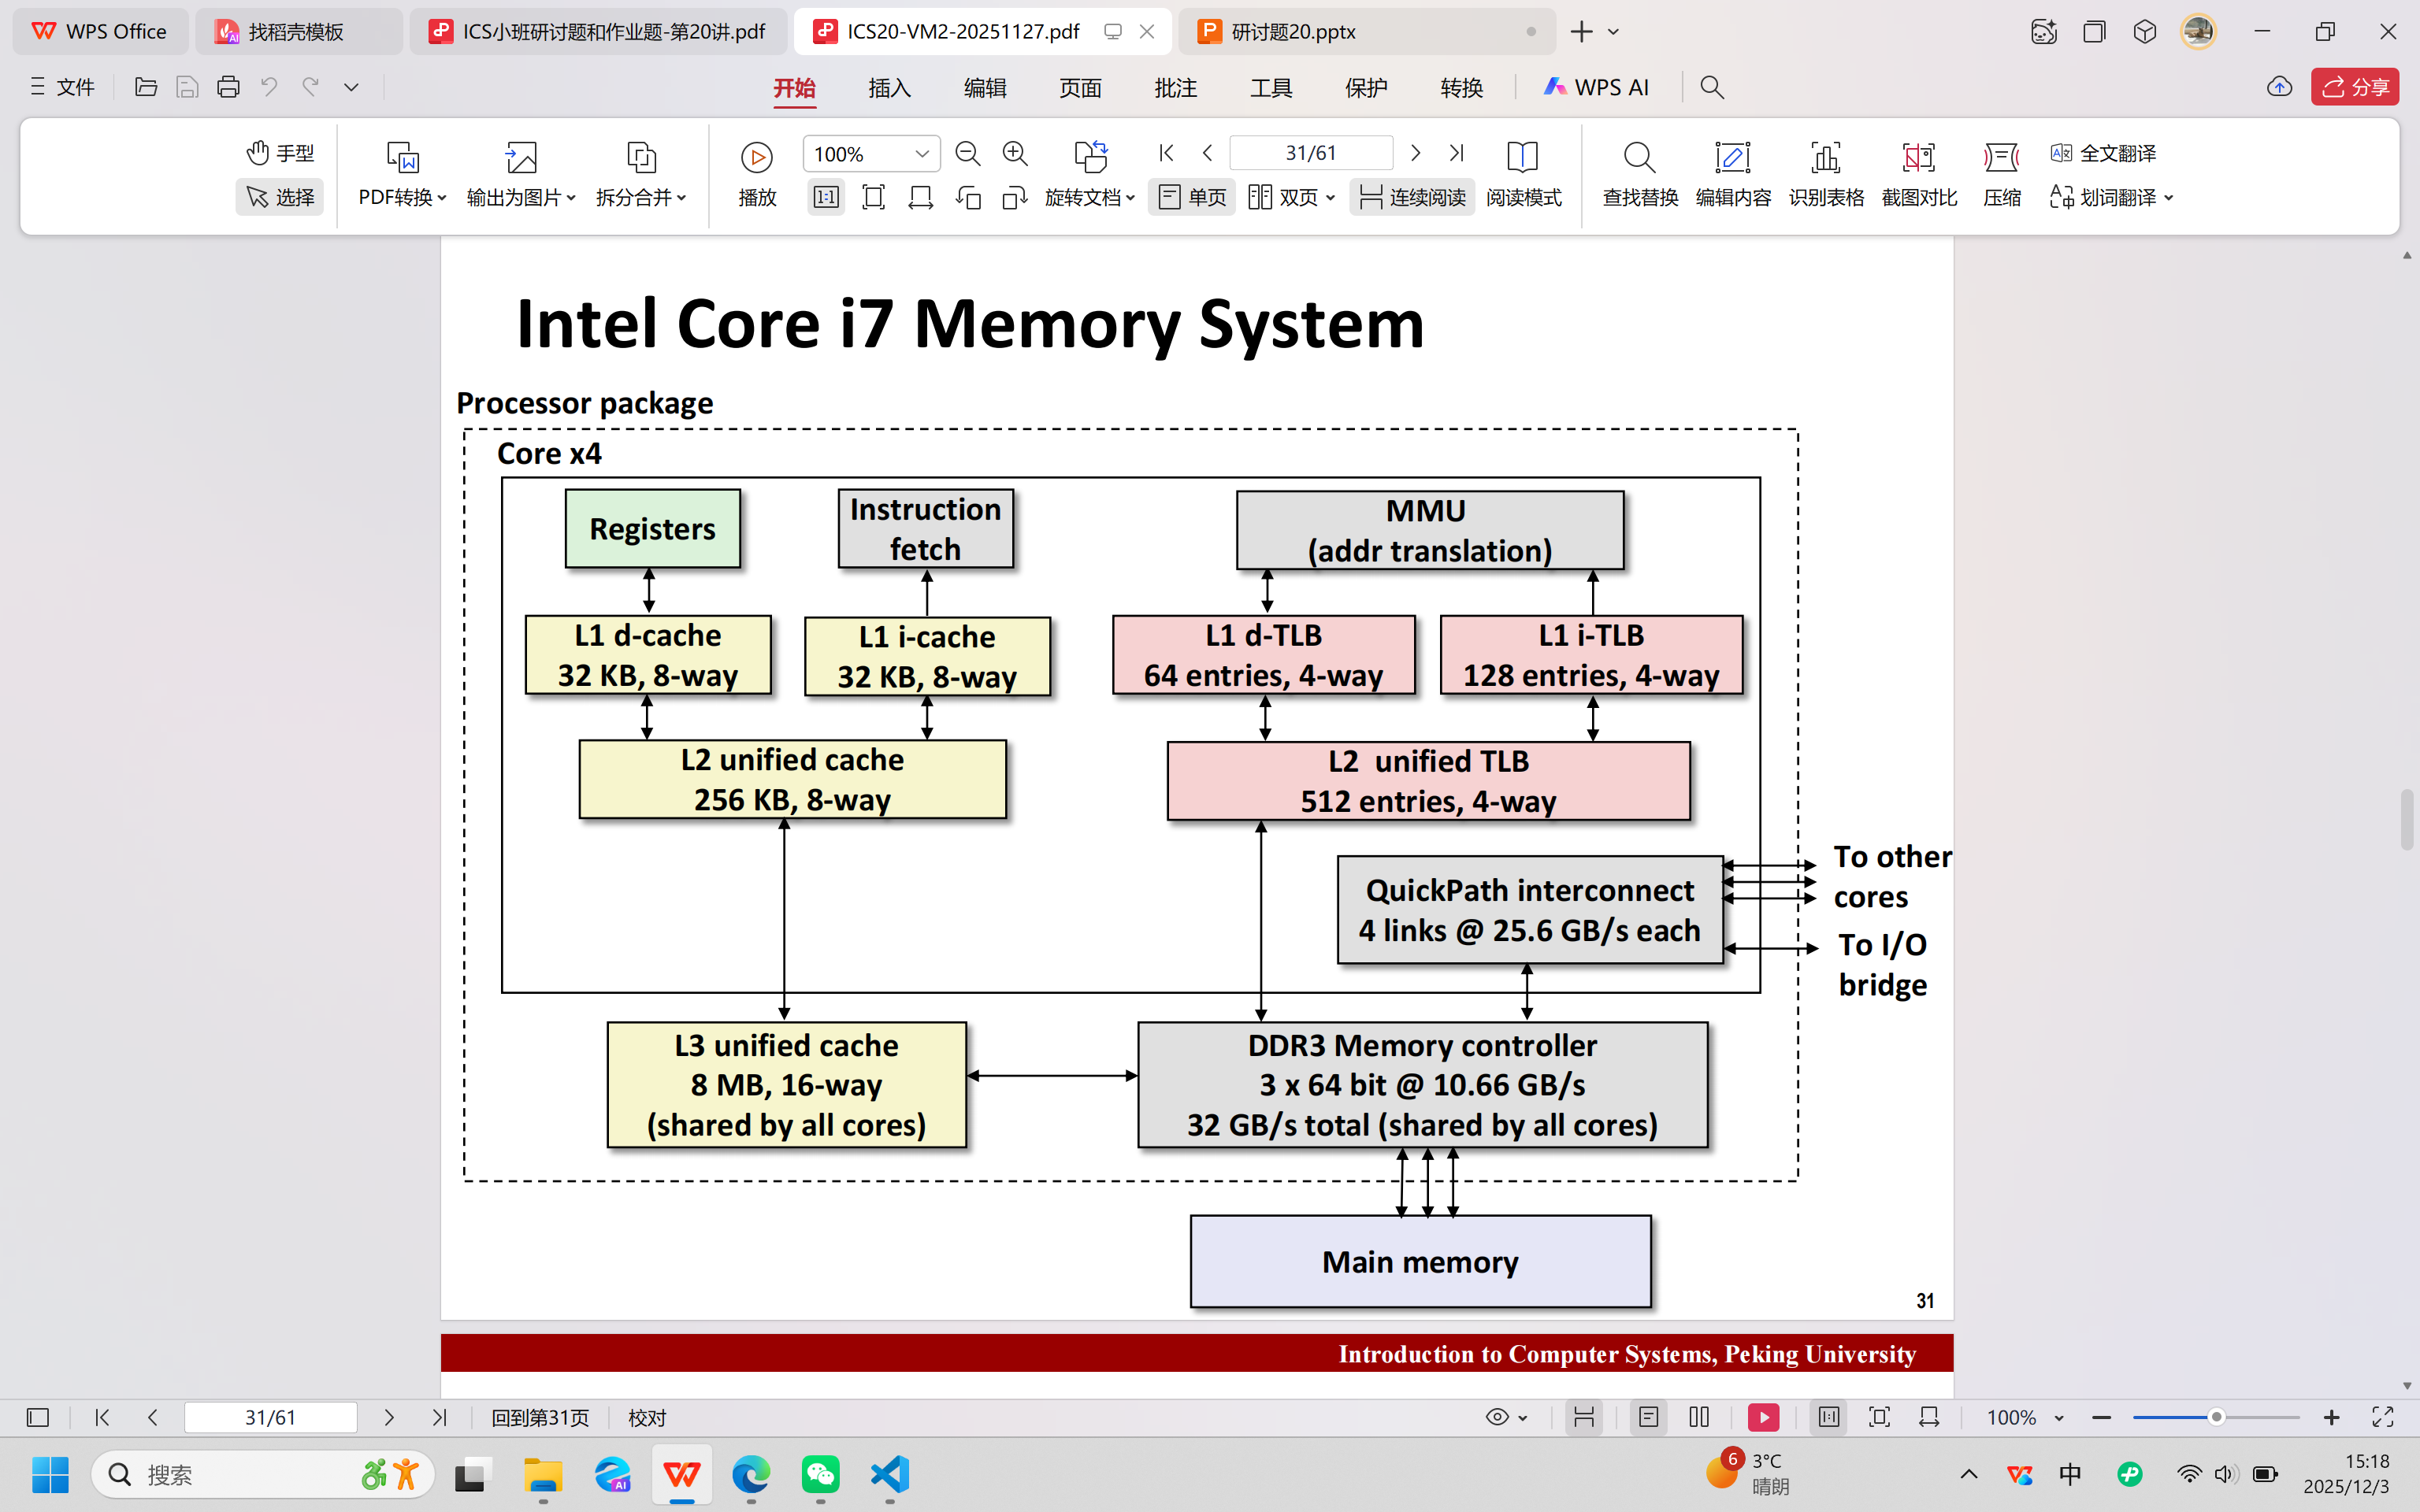 WPS Office
找稻壳模板
ICS小班研讨题和作业题-第20讲.pdf
ICS20-VM2-20251127.pdf
研讨题20.pptx
文件
开始
插入
编辑
页面
批注
工具
保护
转换
WPS AI
分享
手型
选择
PDF转换
输出为图片
拆分合并
播放
100%
旋转文档
31/61
单页
双页
连续阅读
阅读模式
查找替换
编辑内容
识别表格
截图对比
压缩
全文翻译
划词翻译
Intel Core i7 Memory System
Processor package
Core x4
Registers
Instruction
fetch
MMU
(addr translation)
L1 d-cache
32 KB, 8-way
L1 i-cache
32 KB, 8-way
L1 d-TLB
64 entries, 4-way
L1 i-TLB
128 entries, 4-way
L2 unified cache
256 KB, 8-way
L2 unified TLB
512 entries, 4-way
QuickPath interconnect
4 links @ 25.6 GB/s each
To other
cores
To I/O
bridge
L3 unified cache
8 MB, 16-way
(shared by all cores)
DDR3 Memory controller
3 x 64 bit @ 10.66 GB/s
32 GB/s total (shared by all cores)
Main memory
31
Introduction to Computer Systems, Peking University
31/61
回到第31页
校对
100%
搜索
AI
6
3°C
晴朗
中
15:18
2025/12/3